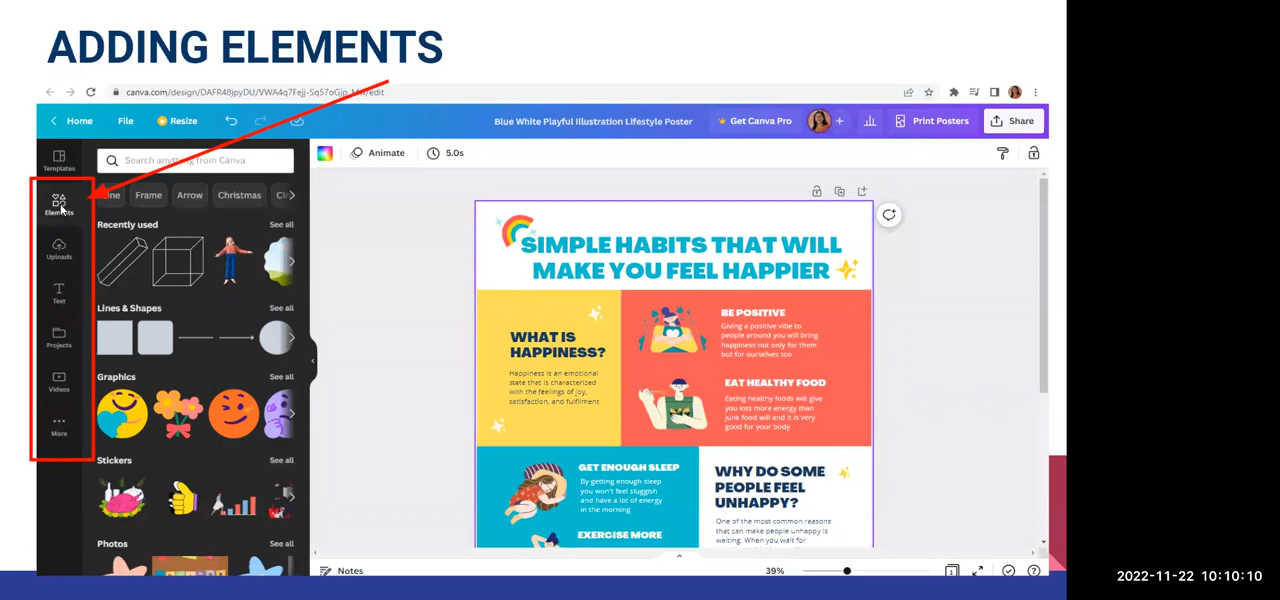 ADDING ELEMENTS
Home
File
Resize
Blue White Playful Illustration Lifestyle Poster
Get Canva Pro
Print Posters
Share
Templates
Search anything from Canva
Animate
5.0s
Elements
Frame
Arrow
Christmas
Recently used
See all
Uploads
Text
Lines & Shapes
See all
Projects
Graphics
See all
Videos
More
Stickers
See all
Photos
See all
SIMPLE HABITS THAT WILL
MAKE YOU FEEL HAPPIER
WHAT IS
HAPPINESS?
Happiness is an emotional
state that is characterized
with the feelings of joy,
satisfaction, and fulfilment
BE POSITIVE
Giving a positive vibe to
people around you will bring
happiness not only for them
but for ourselves too
EAT HEALTHY FOOD
Eating healthy foods will give
you lots more energy than
junk food will and it is very
good for your body
GET ENOUGH SLEEP
By getting enough sleep
you won't feel sluggish
and have a lot of energy
in the morning
EXERCISE MORE
WHY DO SOME
PEOPLE FEEL
UNHAPPY?
One of the most common reasons
that can make people unhappy is
waiting. When you wait for
Notes
39%
1
2022-11-22 10:10:10